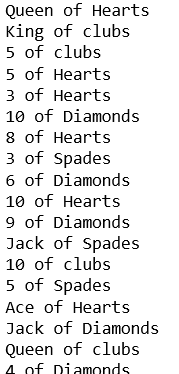 Queen of Hearts
King of clubs
5 of clubs
5 of Hearts
3 of Hearts
10 of Diamonds
8 of Hearts
3 of Spades
6 of Diamonds
10 of Hearts
9 of Diamonds
Jack of Spades
10 of clubs
5 of Spades
Ace of Hearts
Jack of Diamonds
Queen of clubs
4 of Diamonds